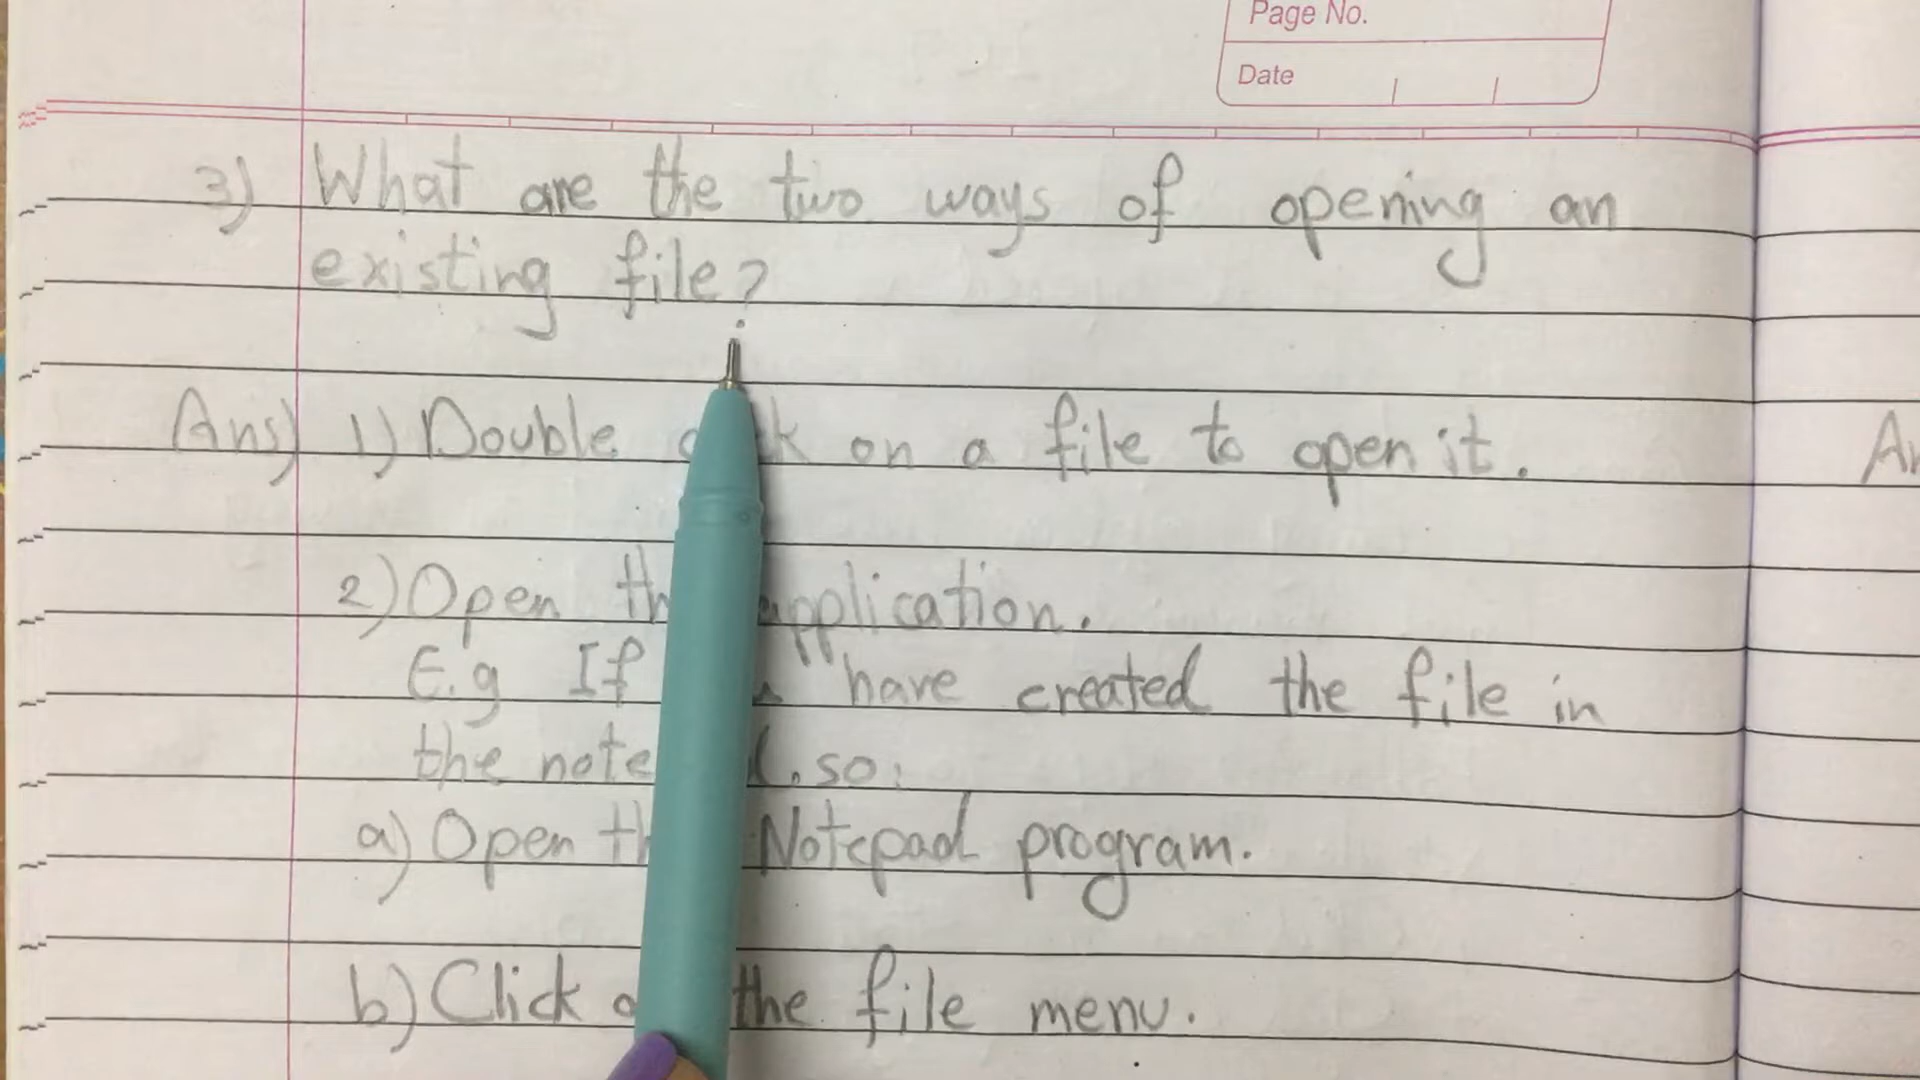 Page No.
Date
3) What are the two ways of opening an
existing file?
Ans) 1) Double on a file to open it.
2) Open application.
E.g If have created the file in
the so:
a) Open Notepad program.
b) Click the file menu.